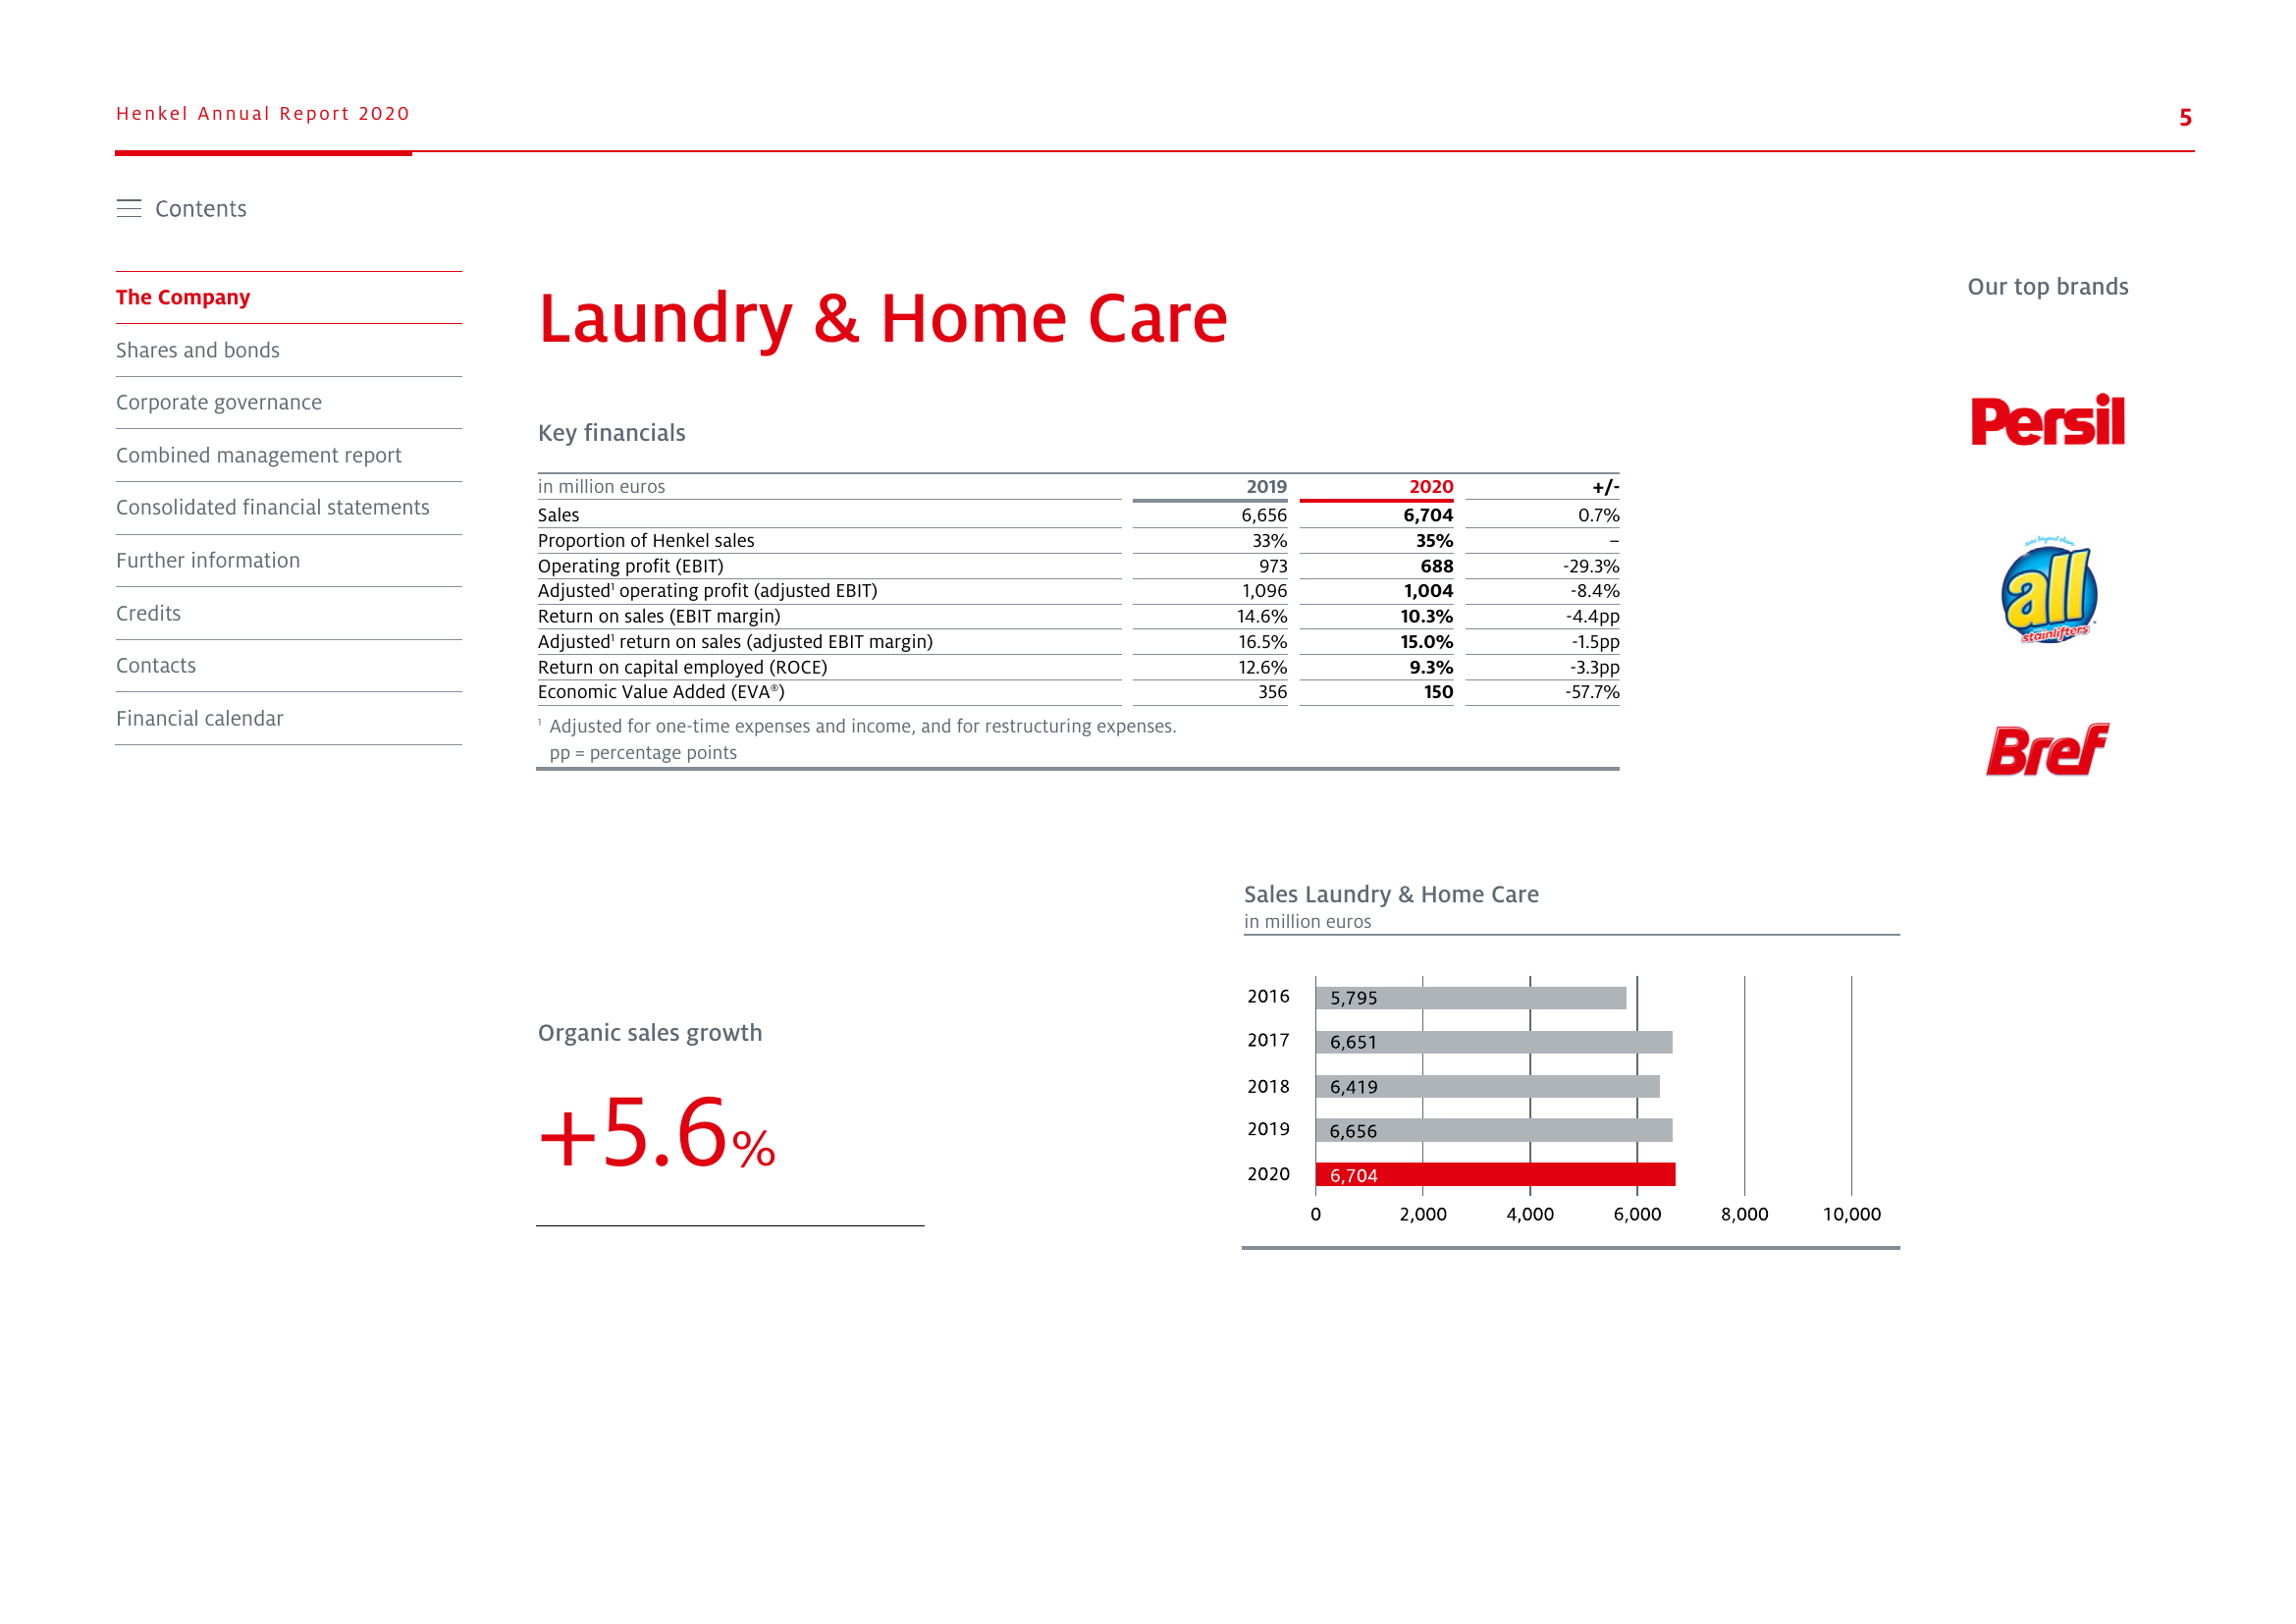 Henkel Annual Report 2020
5
Contents
The Company
Shares and bonds
Corporate governance
Combined management report
Consolidated financial statements
Further information
Credits
Contacts
Financial calendar
Laundry & Home Care
Key financials
in million euros 2019 2020 +/-
Sales 6,656 6,704 0.7%
Proportion of Henkel sales 33% 35% –
Operating profit (EBIT) 973 688 -29.3%
Adjusted¹ operating profit (adjusted EBIT) 1,096 1,004 -8.4%
Return on sales (EBIT margin) 14.6% 10.3% -4.4pp
Adjusted¹ return on sales (adjusted EBIT margin) 16.5% 15.0% -1.5pp
Return on capital employed (ROCE) 12.6% 9.3% -3.3pp
Economic Value Added (EVA®) 356 150 -57.7%
¹ Adjusted for one-time expenses and income, and for restructuring expenses.
pp = percentage points
Our top brands
Persil
all
stainlifters
Bref
Organic sales growth
+5.6%
Sales Laundry & Home Care
in million euros
2016 5,795
2017 6,651
2018 6,419
2019 6,656
2020 6,704
0 2,000 4,000 6,000 8,000 10,000